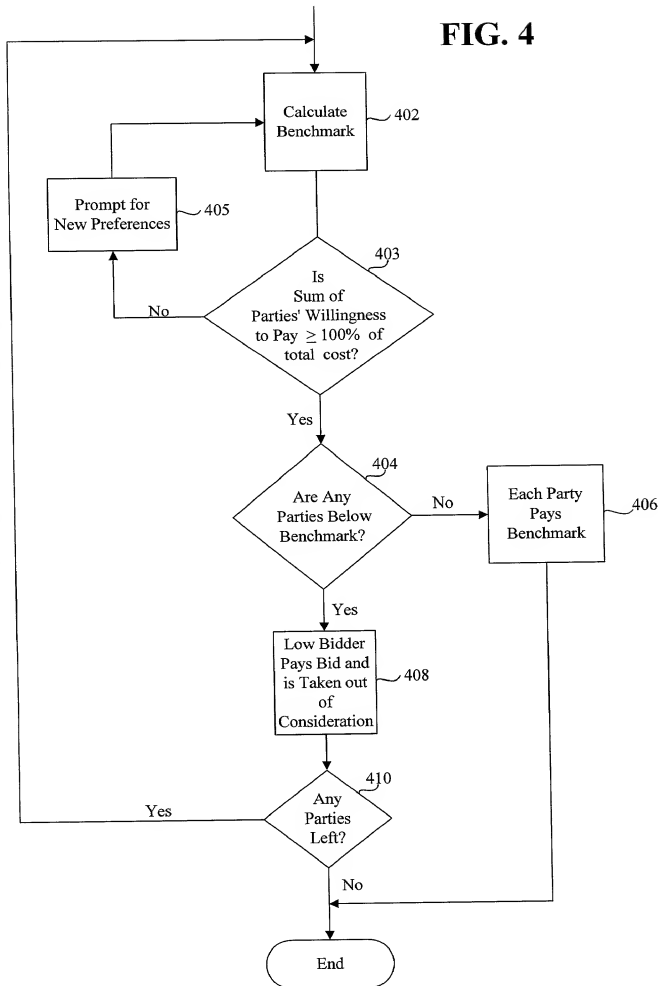 FIG. 4
Calculate
Benchmark
402
Prompt for
New Preferences
405
403
Is
Sum of
Parties' Willingness
to Pay ≥ 100% of
total cost?
No
Yes
404
Are Any
Parties Below
Benchmark?
No
Each Party
Pays
Benchmark
406
Yes
Low Bidder
Pays Bid and
is Taken out
of
Consideration
408
410
Any
Parties
Left?
Yes
No
End